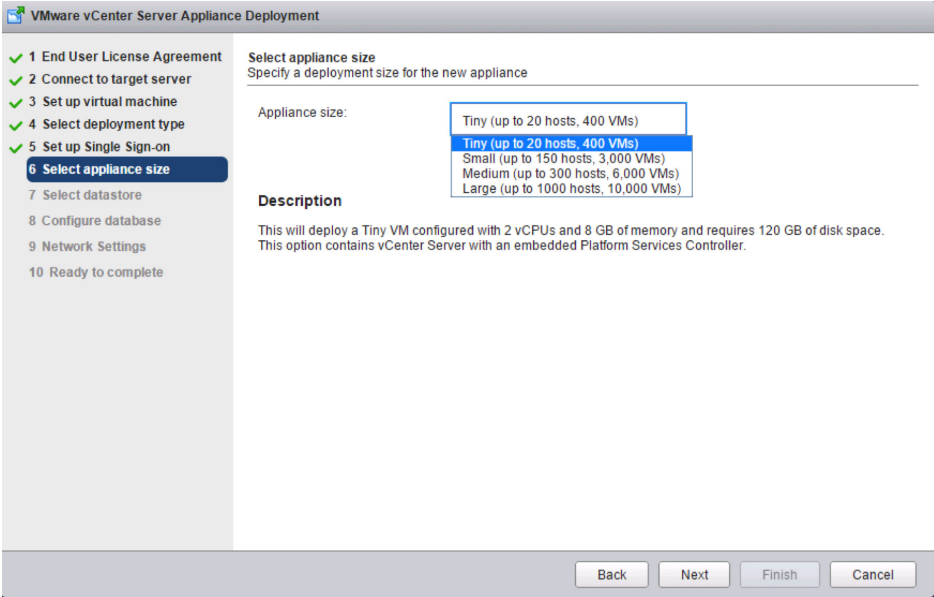 VMware vCenter Server Appliance Deployment
1 End User License Agreement
2 Connect to target server
3 Set up virtual machine
4 Select deployment type
5 Set up Single Sign-on
6 Select appliance size
7 Select datastore
8 Configure database
9 Network Settings
10 Ready to complete
Select appliance size
Specify a deployment size for the new appliance
Appliance size:
Tiny (up to 20 hosts, 400 VMs)
Tiny (up to 20 hosts, 400 VMs)
Small (up to 150 hosts, 3,000 VMs)
Medium (up to 300 hosts, 6,000 VMs)
Large (up to 1000 hosts, 10,000 VMs)
Description
This will deploy a Tiny VM configured with 2 vCPUs and 8 GB of memory and requires 120 GB of disk space.
This option contains vCenter Server with an embedded Platform Services Controller.
Back
Next
Finish
Cancel